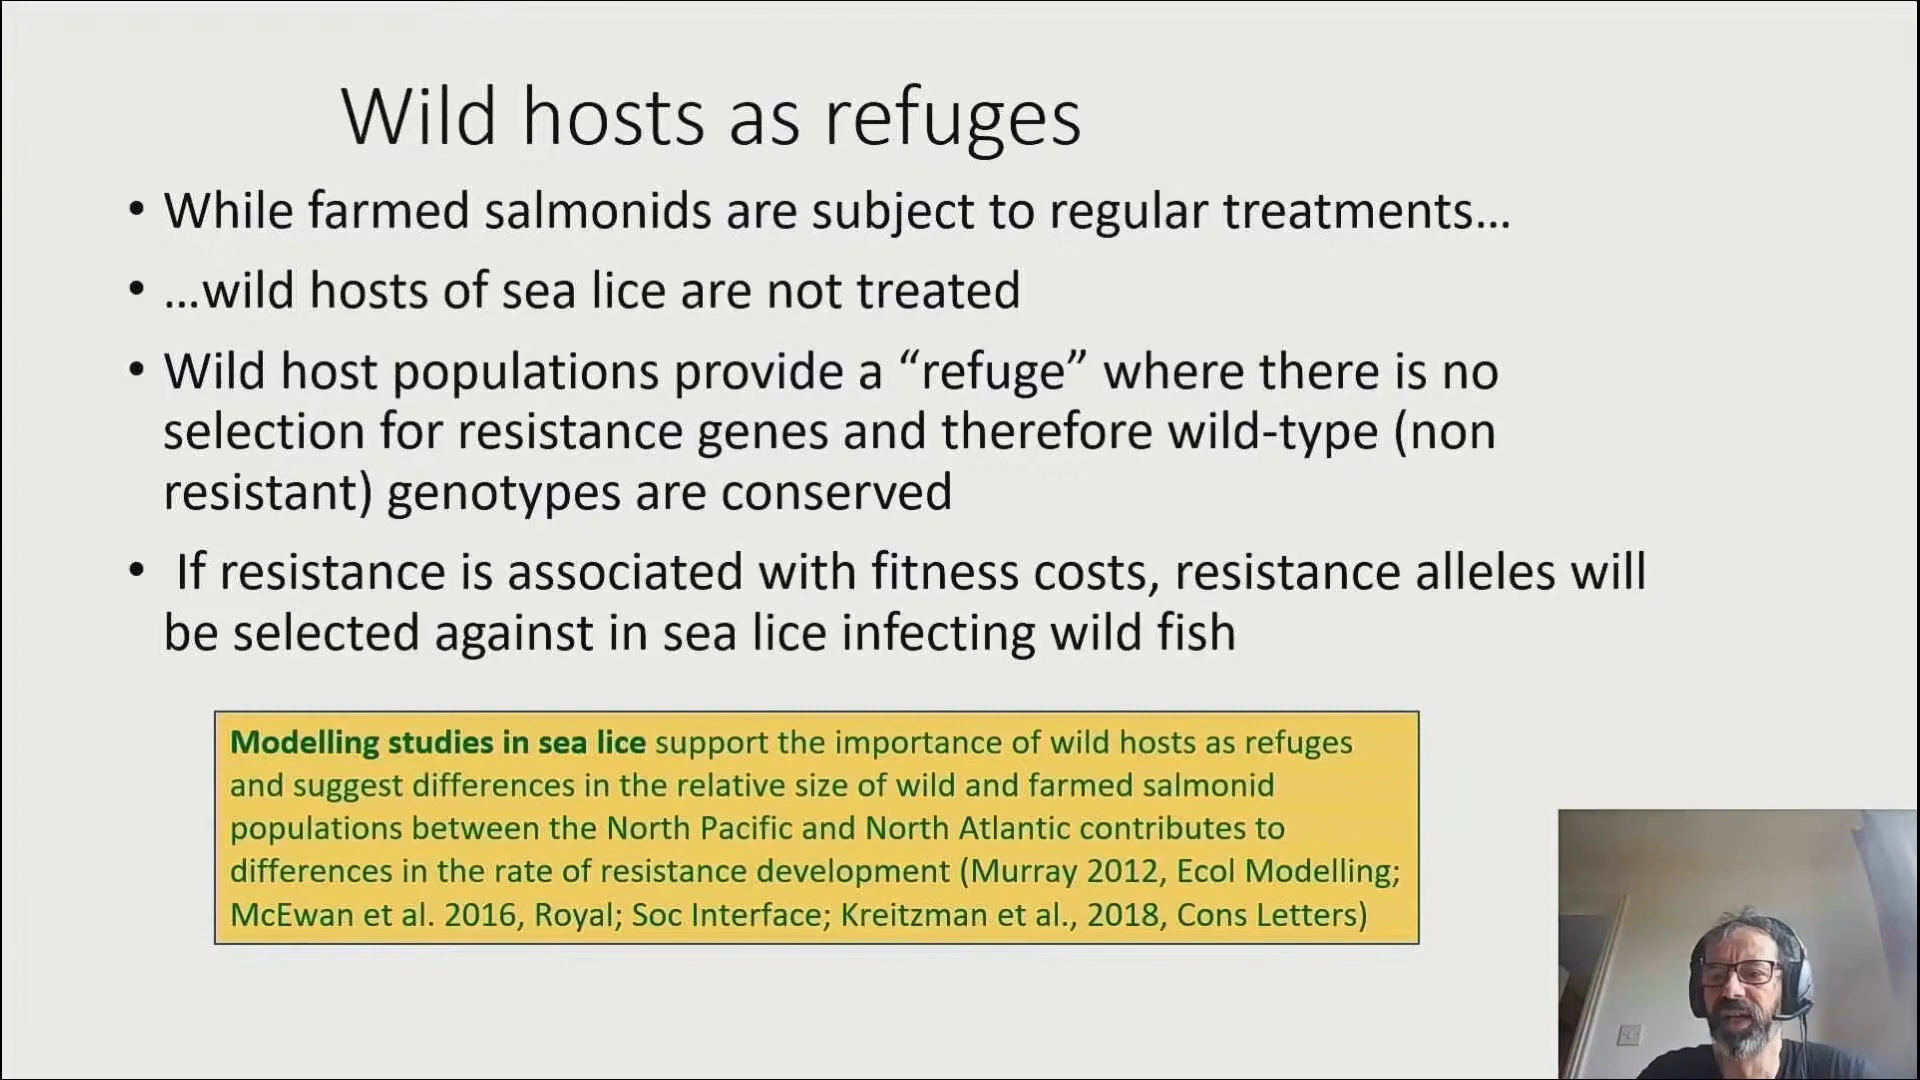 Wild hosts as refuges
• While farmed salmonids are subject to regular treatments…
• …wild hosts of sea lice are not treated
• Wild host populations provide a “refuge” where there is no
selection for resistance genes and therefore wild-type (non
resistant) genotypes are conserved
• If resistance is associated with fitness costs, resistance alleles will
be selected against in sea lice infecting wild fish
Modelling studies in sea lice support the importance of wild hosts as refuges
and suggest differences in the relative size of wild and farmed salmonid
populations between the North Pacific and North Atlantic contributes to
differences in the rate of resistance development (Murray 2012, Ecol Modelling;
McEwan et al. 2016, Royal; Soc Interface; Kreitzman et al., 2018, Cons Letters)